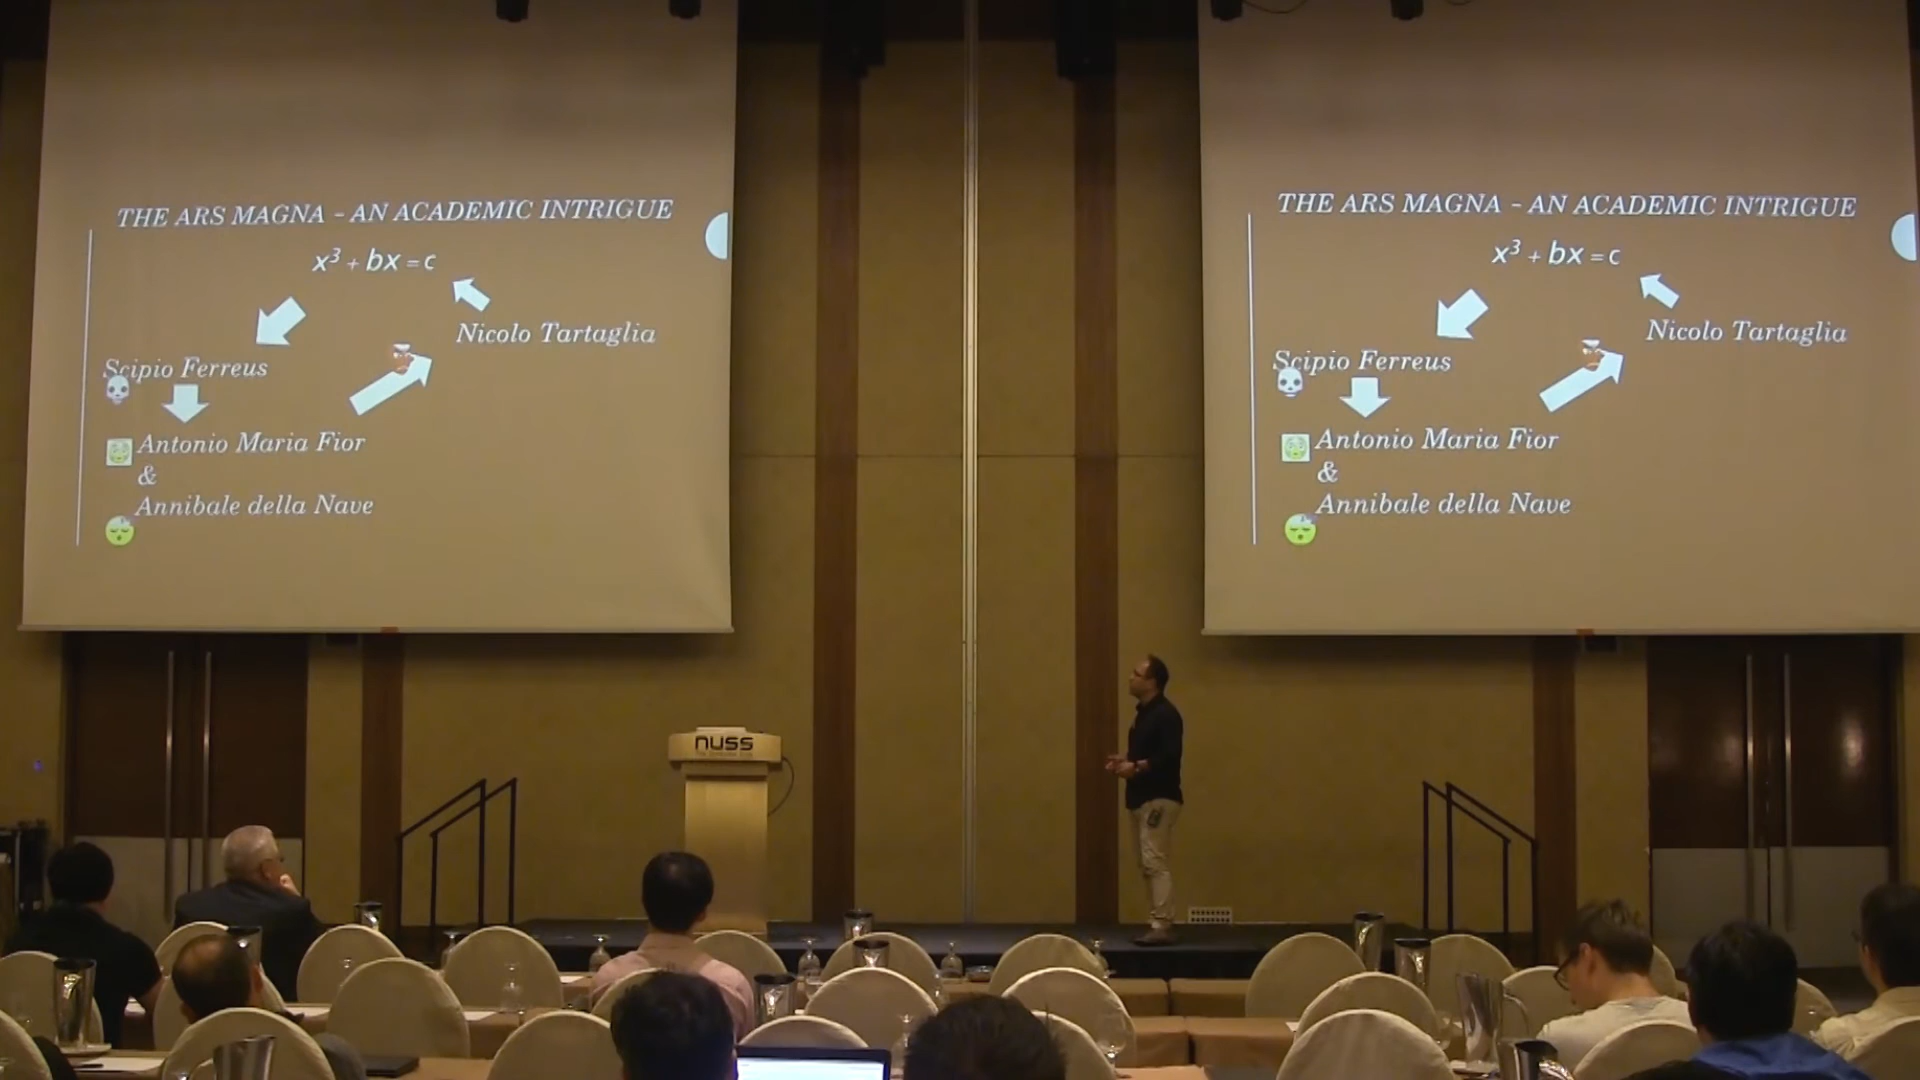 THE ARS MAGNA - AN ACADEMIC INTRIGUE
x³ + bx = c
Nicolo Tartaglia
Scipio Ferreus
Antonio Maria Fior
&
Annibale della Nave
THE ARS MAGNA - AN ACADEMIC INTRIGUE
x³ + bx = c
Nicolo Tartaglia
Scipio Ferreus
Antonio Maria Fior
&
Annibale della Nave
nuss